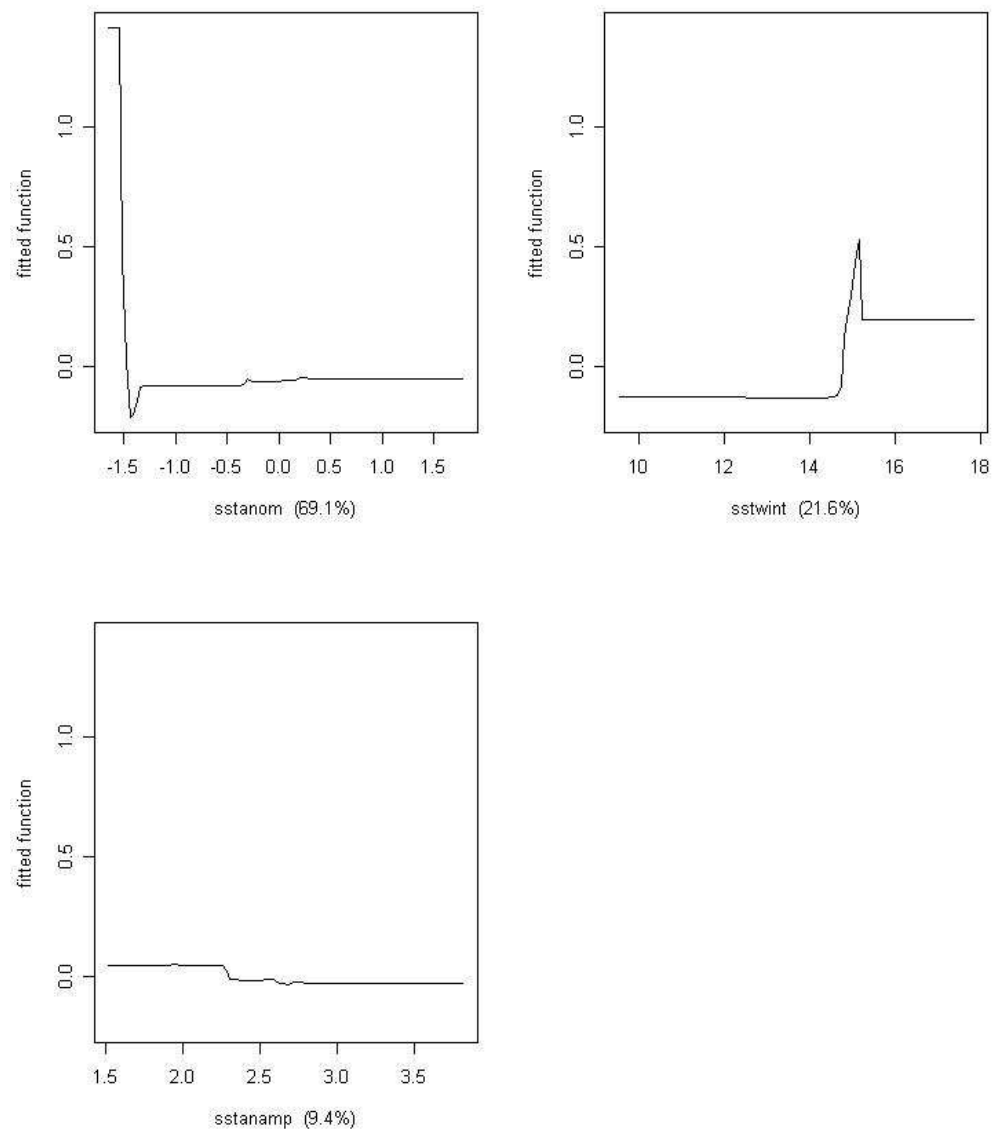 fitted function
1.0
0.5
0.0
-1.5 -1.0 -0.5 0.0 0.5 1.0 1.5
sstanom (69.1%)
fitted function
1.0
0.5
0.0
10 12 14 16 18
sstwint (21.6%)
fitted function
1.0
0.5
0.0
1.5 2.0 2.5 3.0 3.5
sstanamp (9.4%)